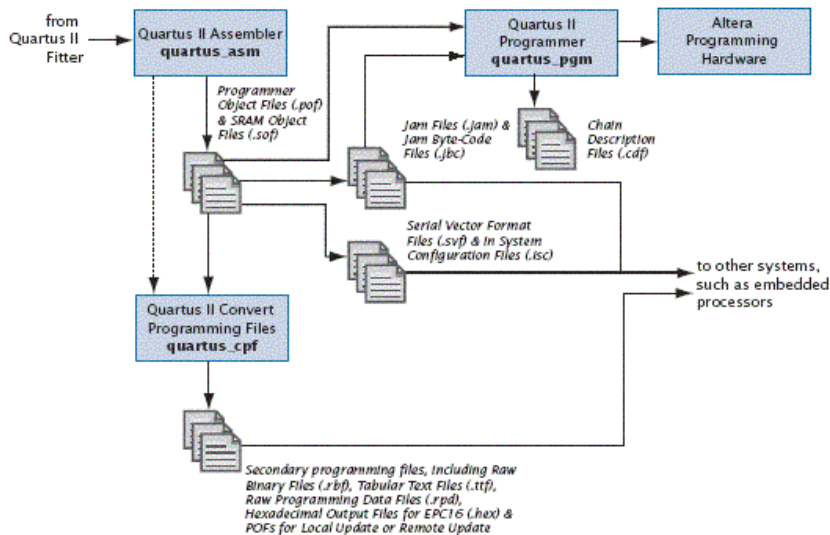 from
Quartus II
Fitter
Quartus II Assembler
quartus_asm
Quartus II
Programmer
quartus_pgm
Altera
Programming
Hardware
Programmer
Object Files (.pof)
& SRAM Object
Files (.sof)
Jam Files (.jam) &
Jam Byte-Code
Files (.jbc)
Chain
Description
Files (.cdf)
Serial Vector Format
Files (.svf) & In System
Configuration Files (.isc)
to other systems,
such as embedded
processors
Quartus II Convert
Programming Files
quartus_cpf
Secondary programming files, including Raw
Binary Files (.rbf), Tabular Text Files (.ttf),
Raw Programming Data Files (.rpd),
Hexadecimal Output Files for EPC16 (.hex) &
POFs for Local Update or Remote Update